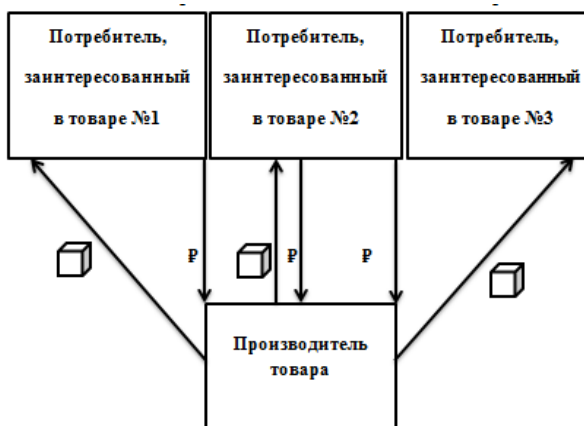 Потребитель,
заинтересованный
в товаре №1
Потребитель,
заинтересованный
в товаре №2
Потребитель,
заинтересованный
в товаре №3
₽
₽
₽
Производитель
товара